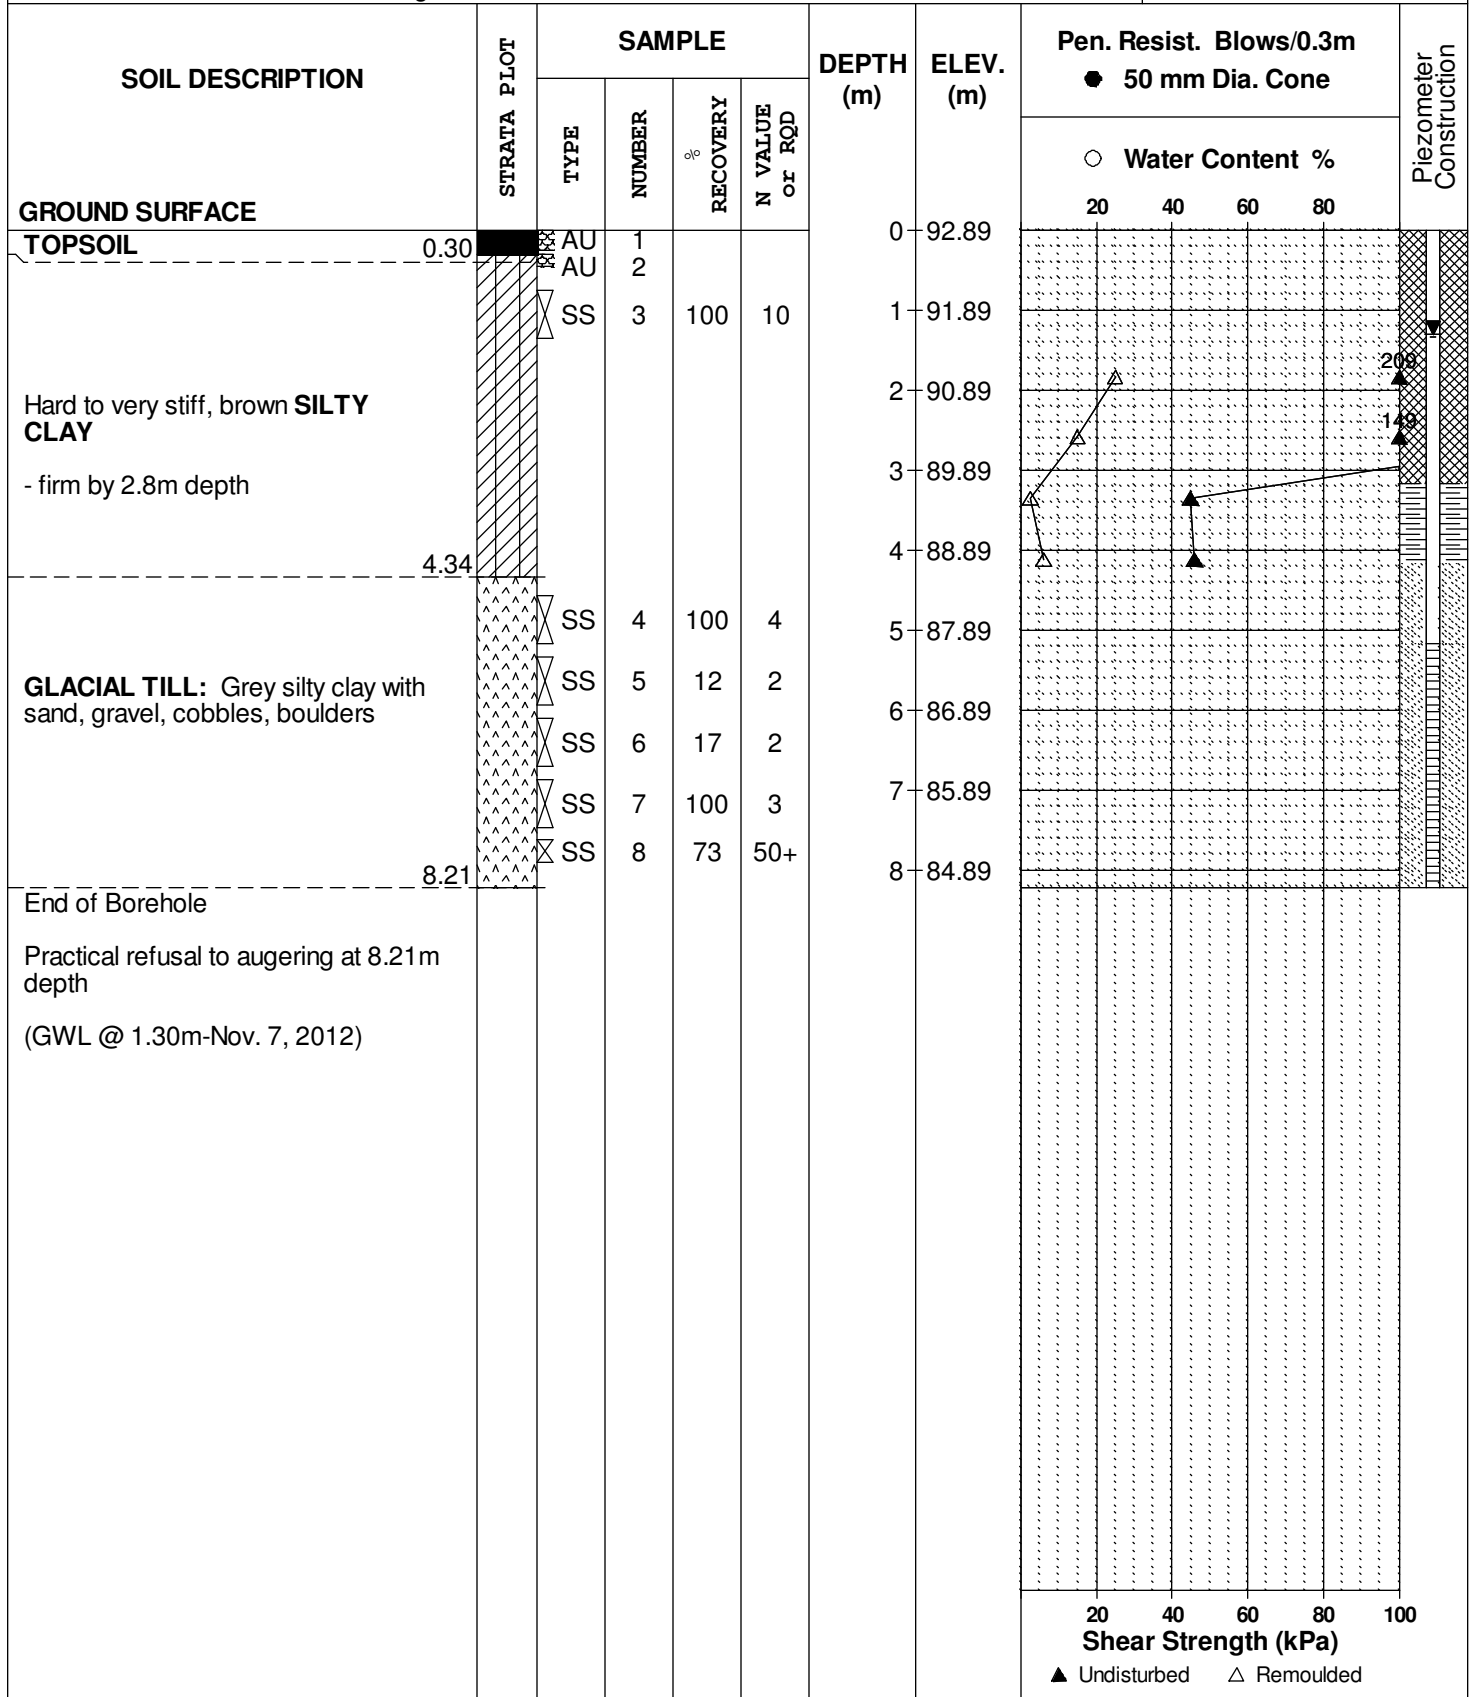 SOIL DESCRIPTION
STRATA PLOT
SAMPLE
TYPE
NUMBER
% RECOVERY
N VALUE or RQD
DEPTH (m)
ELEV. (m)
Pen. Resist. Blows/0.3m
● 50 mm Dia. Cone
○ Water Content %
20 40 60 80
Piezometer Construction
GROUND SURFACE
0 92.89
TOPSOIL 0.30
AU 1
AU 2
SS 3 100 10
1 91.89
209
2 90.89
Hard to very stiff, brown SILTY
CLAY
149
3 89.89
- firm by 2.8m depth
4 88.89
4.34
SS 4 100 4
5 87.89
GLACIAL TILL: Grey silty clay with
sand, gravel, cobbles, boulders
SS 5 12 2
6 86.89
SS 6 17 2
7 85.89
SS 7 100 3
SS 8 73 50+
8 84.89
8.21
End of Borehole
Practical refusal to augering at 8.21m
depth
(GWL @ 1.30m-Nov. 7, 2012)
20 40 60 80 100
Shear Strength (kPa)
▲ Undisturbed △ Remoulded